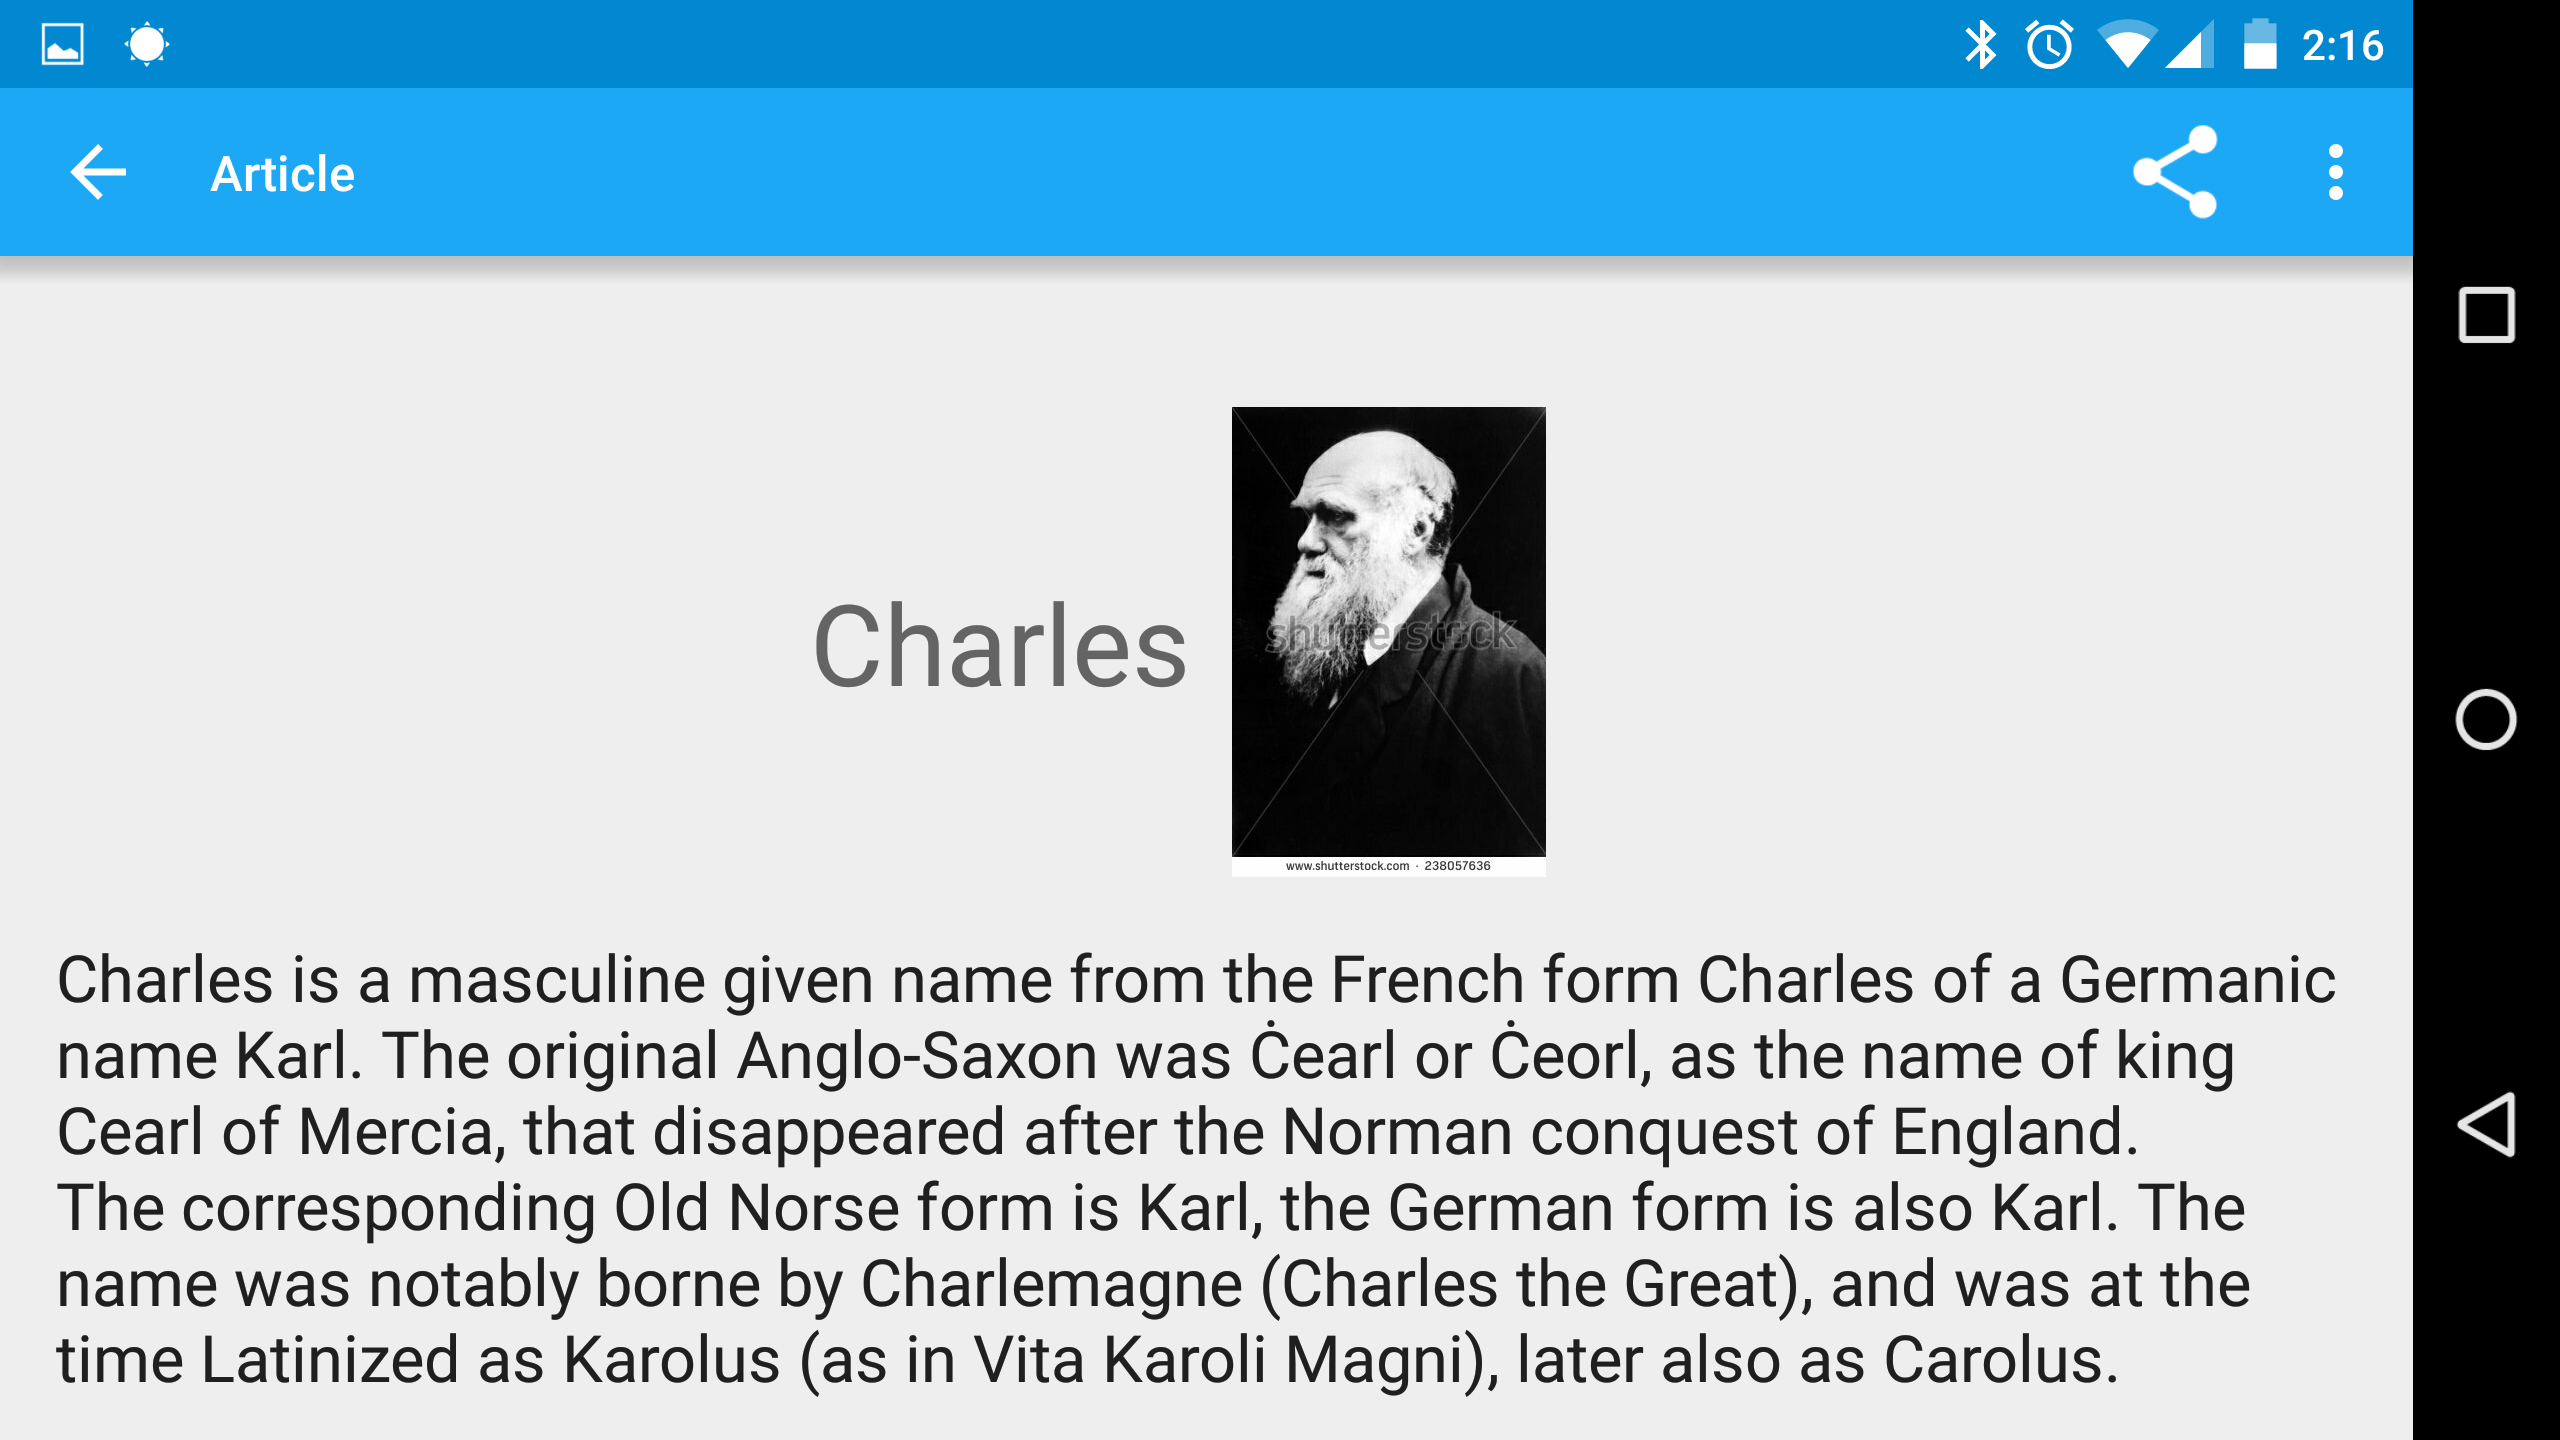 2:16
Article
Charles
shutterstock
www.shutterstock.com · 238057636
Charles is a masculine given name from the French form Charles of a Germanic
name Karl. The original Anglo-Saxon was Ċearl or Ċeorl, as the name of king
Cearl of Mercia, that disappeared after the Norman conquest of England.
The corresponding Old Norse form is Karl, the German form is also Karl. The
name was notably borne by Charlemagne (Charles the Great), and was at the
time Latinized as Karolus (as in Vita Karoli Magni), later also as Carolus.